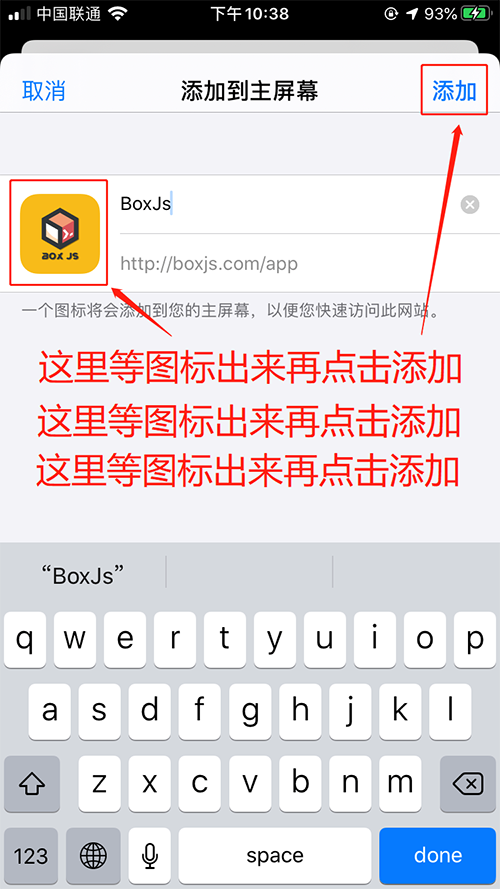 中国联通 下午10:38 93%
取消 添加到主屏幕 添加
BoxJs
BOX JS
http://boxjs.com/app
一个图标将会添加到您的主屏幕，以便您快速访问此网站。
这里等图标出来再点击添加
这里等图标出来再点击添加
这里等图标出来再点击添加
“BoxJs”
q w e r t y u i o p
a s d f g h j k l
z x c v b n m
123 space done